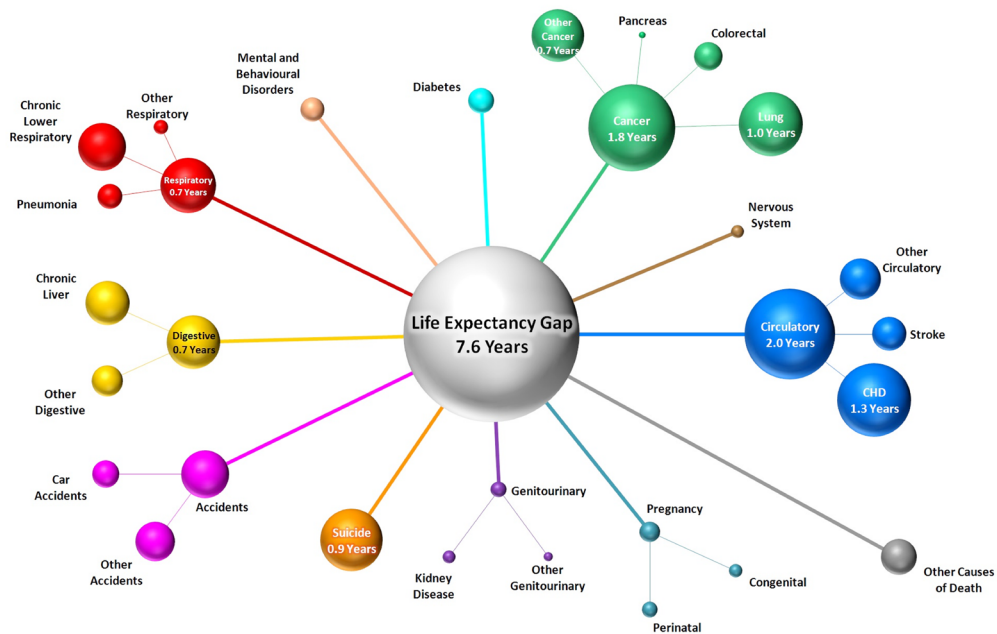 Other
Cancer
0.7 Years
Pancreas
Colorectal
Cancer
1.8 Years
Lung
1.0 Years
Mental and
Behavioural
Disorders
Diabetes
Chronic
Lower
Respiratory
Other
Respiratory
Respiratory
0.7 Years
Pneumonia
Nervous
System
Chronic
Liver
Digestive
0.7 Years
Other
Digestive
Life Expectancy Gap
7.6 Years
Other
Circulatory
Circulatory
2.0 Years
Stroke
CHD
1.3 Years
Car
Accidents
Accidents
Other
Accidents
Suicide
0.9 Years
Genitourinary
Kidney
Disease
Other
Genitourinary
Pregnancy
Congenital
Perinatal
Other Causes
of Death